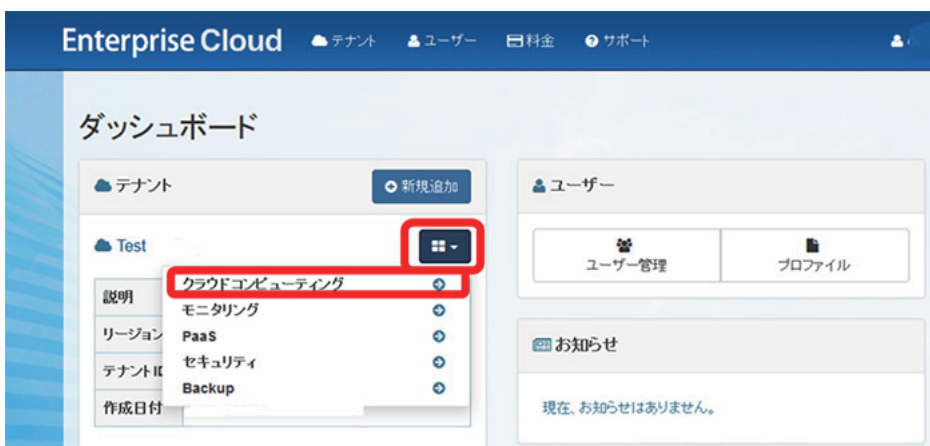 Enterprise Cloud テナント ユーザー 料金 サポート
ダッシュボード
テナント 新規追加
Test
クラウドコンピューティング
モニタリング
PaaS
セキュリティ
Backup
説明
リージョン
テナントID
作成日付
ユーザー
ユーザー管理 プロファイル
お知らせ
現在、お知らせはありません。